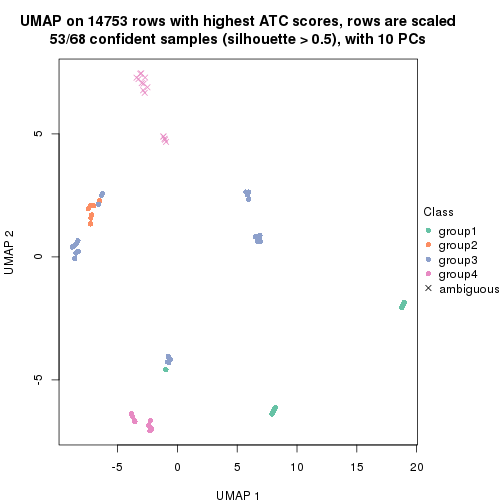 UMAP on 14753 rows with highest ATC scores, rows are scaled
53/68 confident samples (silhouette > 0.5), with 10 PCs
5
0
-5
UMAP 2
-5
0
5
10
15
20
UMAP 1
Class
group1
group2
group3
group4
ambiguous